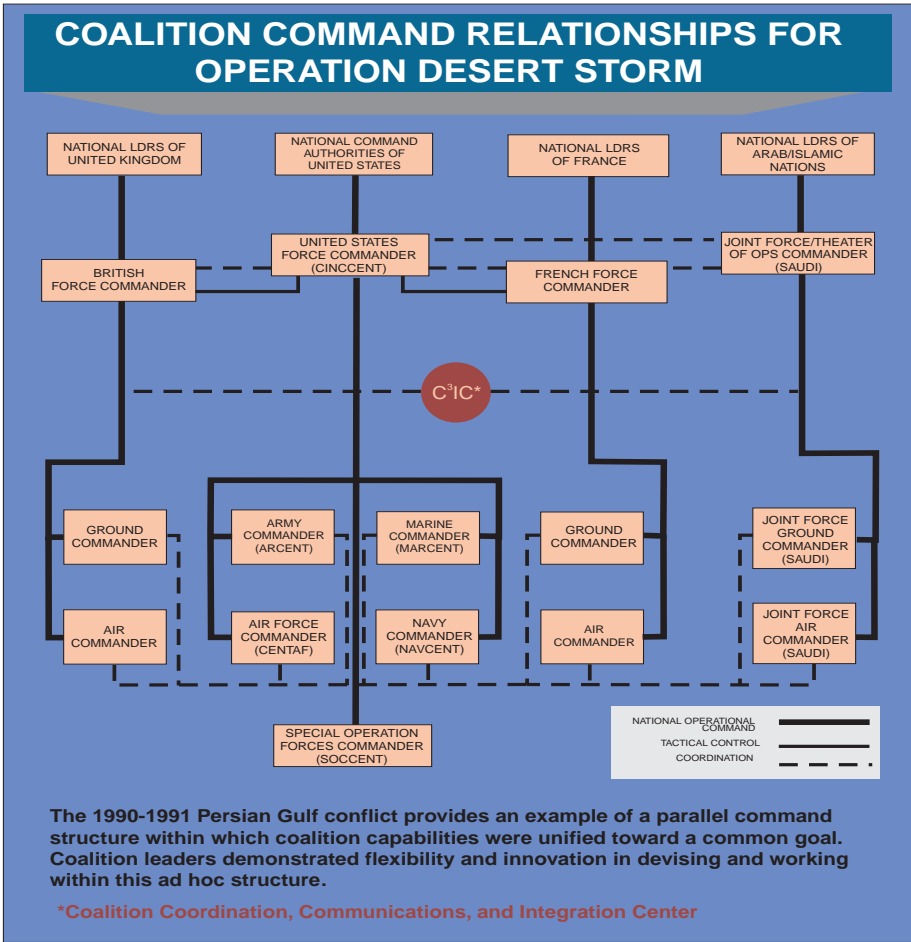 COALITION COMMAND RELATIONSHIPS FOR
OPERATION DESERT STORM
NATIONAL LDRS OF
UNITED KINGDOM
NATIONAL COMMAND
AUTHORITIES OF
UNITED STATES
NATIONAL LDRS
OF FRANCE
NATIONAL LDRS OF
ARAB/ISLAMIC
NATIONS
BRITISH
FORCE COMMANDER
UNITED STATES
FORCE COMMANDER
(CINCCENT)
FRENCH FORCE
COMMANDER
JOINT FORCE/THEATER
OF OPS COMMANDER
(SAUDI)
C³IC*
GROUND
COMMANDER
ARMY
COMMANDER
(ARCENT)
MARINE
COMMANDER
(MARCENT)
GROUND
COMMANDER
JOINT FORCE
GROUND
COMMANDER
(SAUDI)
AIR
COMMANDER
AIR FORCE
COMMANDER
(CENTAF)
NAVY
COMMANDER
(NAVCENT)
AIR
COMMANDER
JOINT FORCE
AIR
COMMANDER
(SAUDI)
SPECIAL OPERATION
FORCES COMMANDER
(SOCCENT)
NATIONAL OPERATIONAL
COMMAND
TACTICAL CONTROL
COORDINATION
The 1990-1991 Persian Gulf conflict provides an example of a parallel command
structure within which coalition capabilities were unified toward a common goal.
Coalition leaders demonstrated flexibility and innovation in devising and working
within this ad hoc structure.
*Coalition Coordination, Communications, and Integration Center